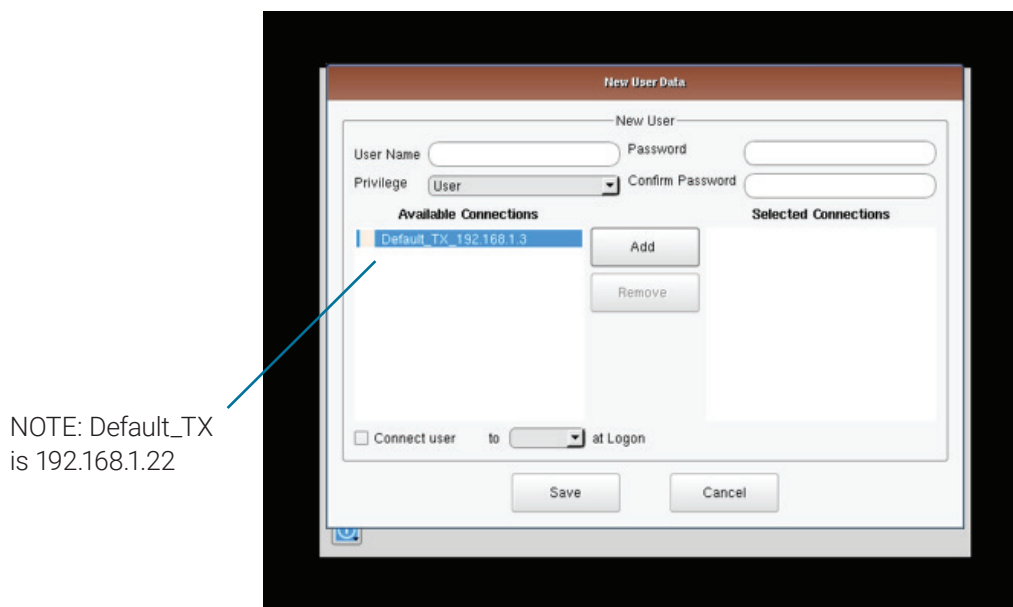 New User Data
New User
User Name
Password
Privilege
User
Confirm Password
Available Connections
Selected Connections
Default_TX_192.168.1.3
Add
Remove
NOTE: Default_TX
is 192.168.1.22
Connect user to at Logon
Save
Cancel